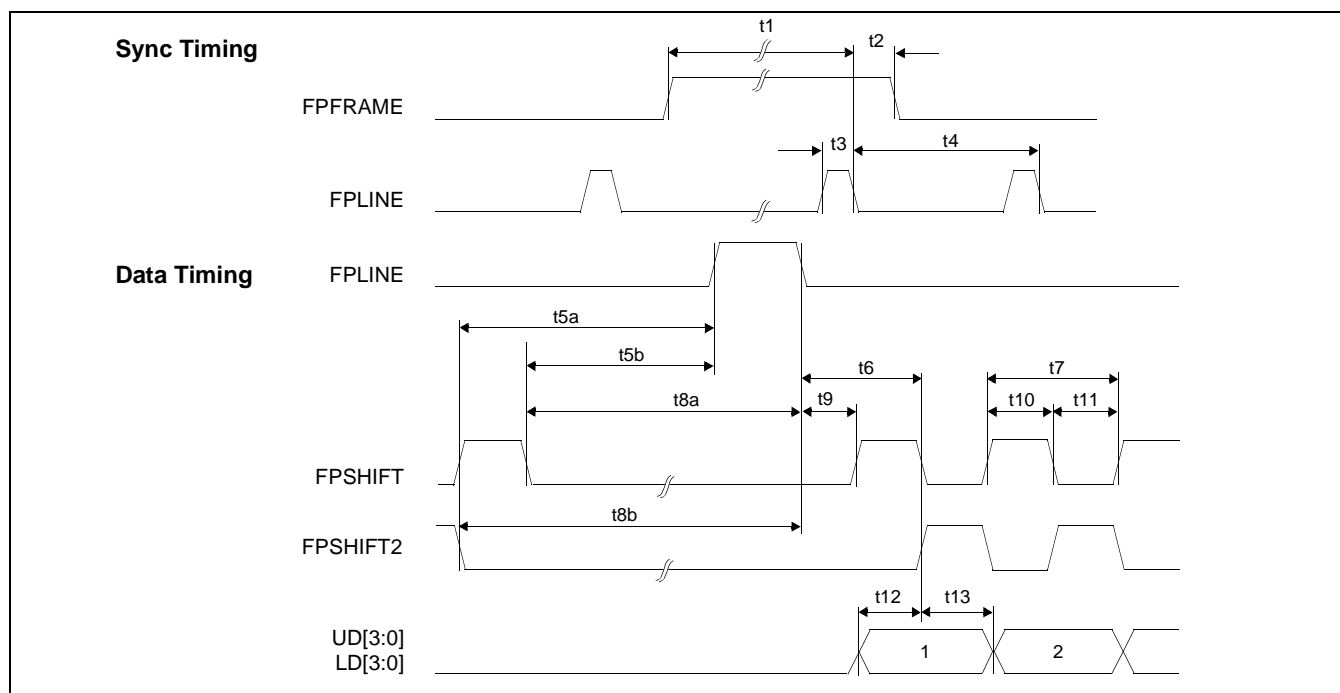 Sync Timing
t1
t2
FPFRAME
t3
t4
FPLINE
Data Timing
FPLINE
t5a
t5b
t6
t7
t8a
t9
t10
t11
FPSHIFT
t8b
FPSHIFT2
t12
t13
UD[3:0]
LD[3:0]
1
2